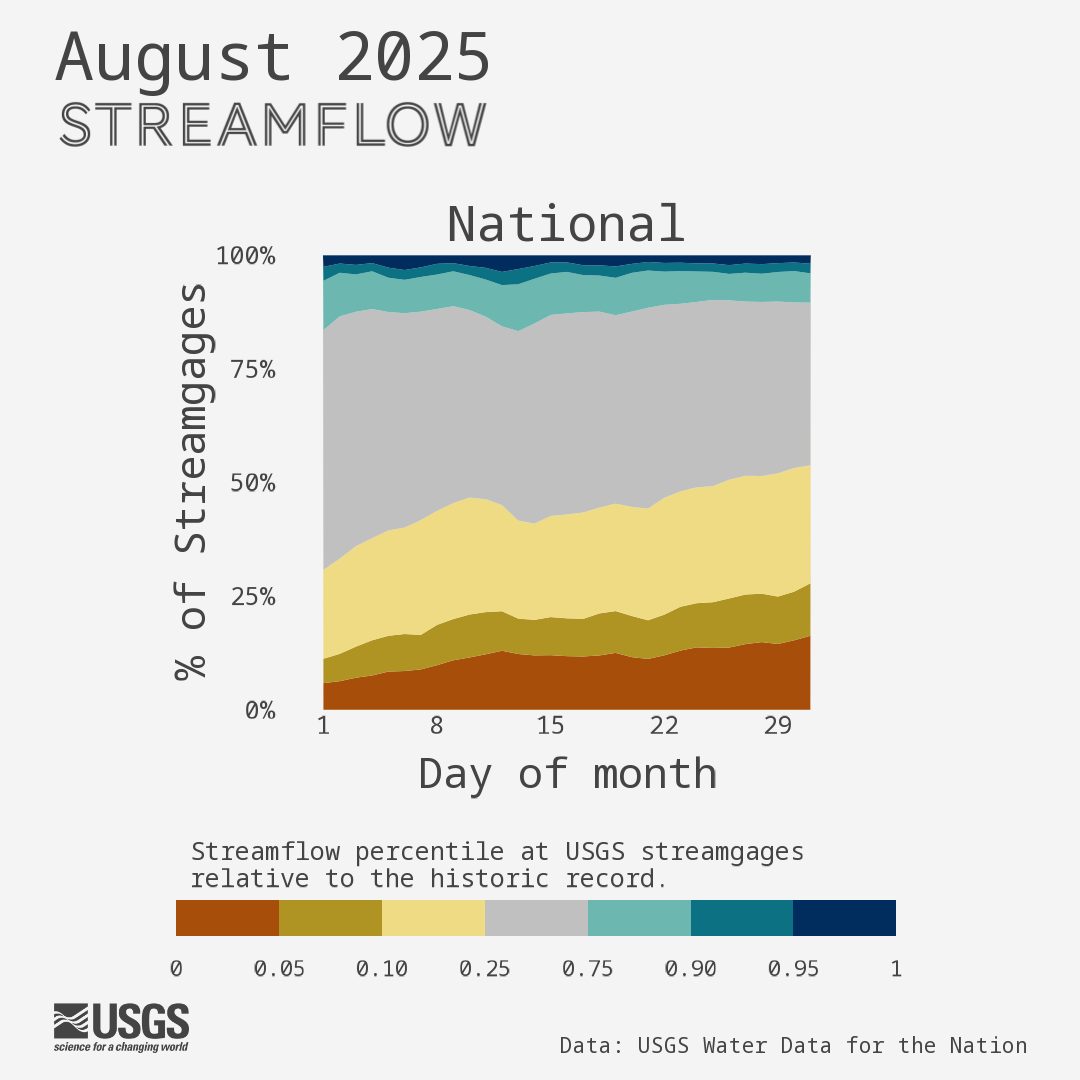 August 2025
STREAMFLOW
National
% of Streamgages
100%
75%
50%
25%
0%
1 8 15 22 29
Day of month
Streamflow percentile at USGS streamgages
relative to the historic record.
0 0.05 0.10 0.25 0.75 0.90 0.95 1
USGS
science for a changing world
Data: USGS Water Data for the Nation